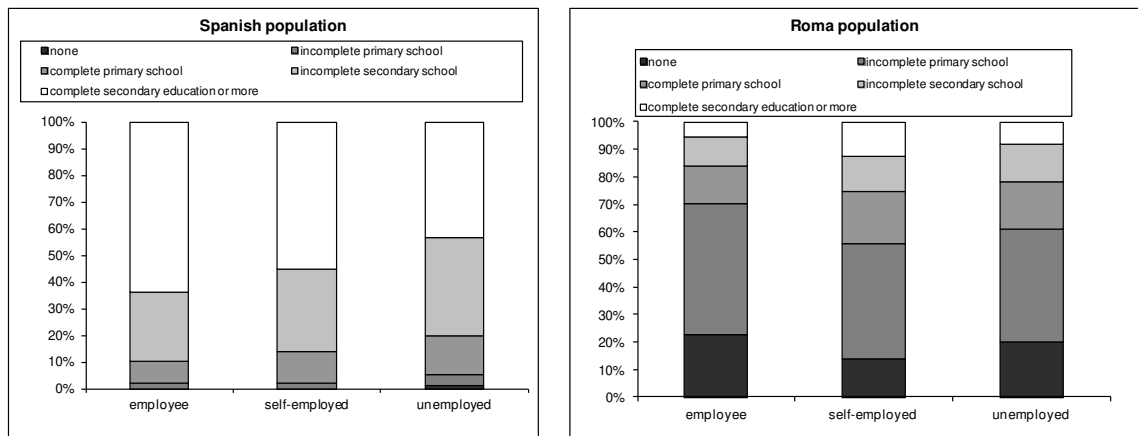 Spanish population
none
incomplete primary school
complete primary school
incomplete secondary school
complete secondary education or more
100%
90%
80%
70%
60%
50%
40%
30%
20%
10%
0%
employee
self-employed
unemployed
Roma population
none
incomplete primary school
complete primary school
incomplete secondary school
complete secondary education or more
100%
90%
80%
70%
60%
50%
40%
30%
20%
10%
0%
employee
self-employed
unemployed